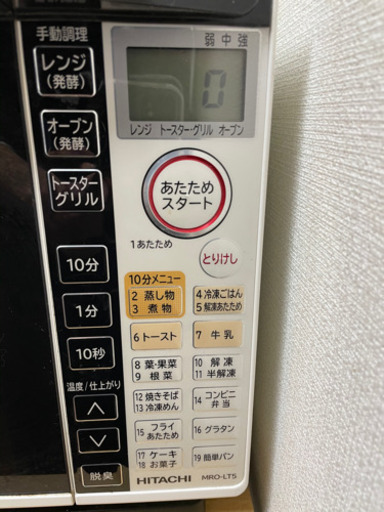 手動調理
レンジ
(発酵)
オーブン
(発酵)
トースター
グリル
10分
1分
10秒
温度/仕上がり
脱臭
弱 中 強
0
レンジ トースター・グリル オーブン
あたため
スタート
1あたため
とりけし
10分メニュー
2 蒸し物
3 煮物
4 冷凍ごはん
5 解凍あたため
6 トースト
7 牛乳
8 葉・果菜
9 根菜
10 解凍
11 半解凍
12 焼きそば
13 冷凍めん
14 コンビニ
弁当
15 フライ
あたため
16 グラタン
17 ケーキ
18 お菓子
19 簡単パン
HITACHI MRO-LT5